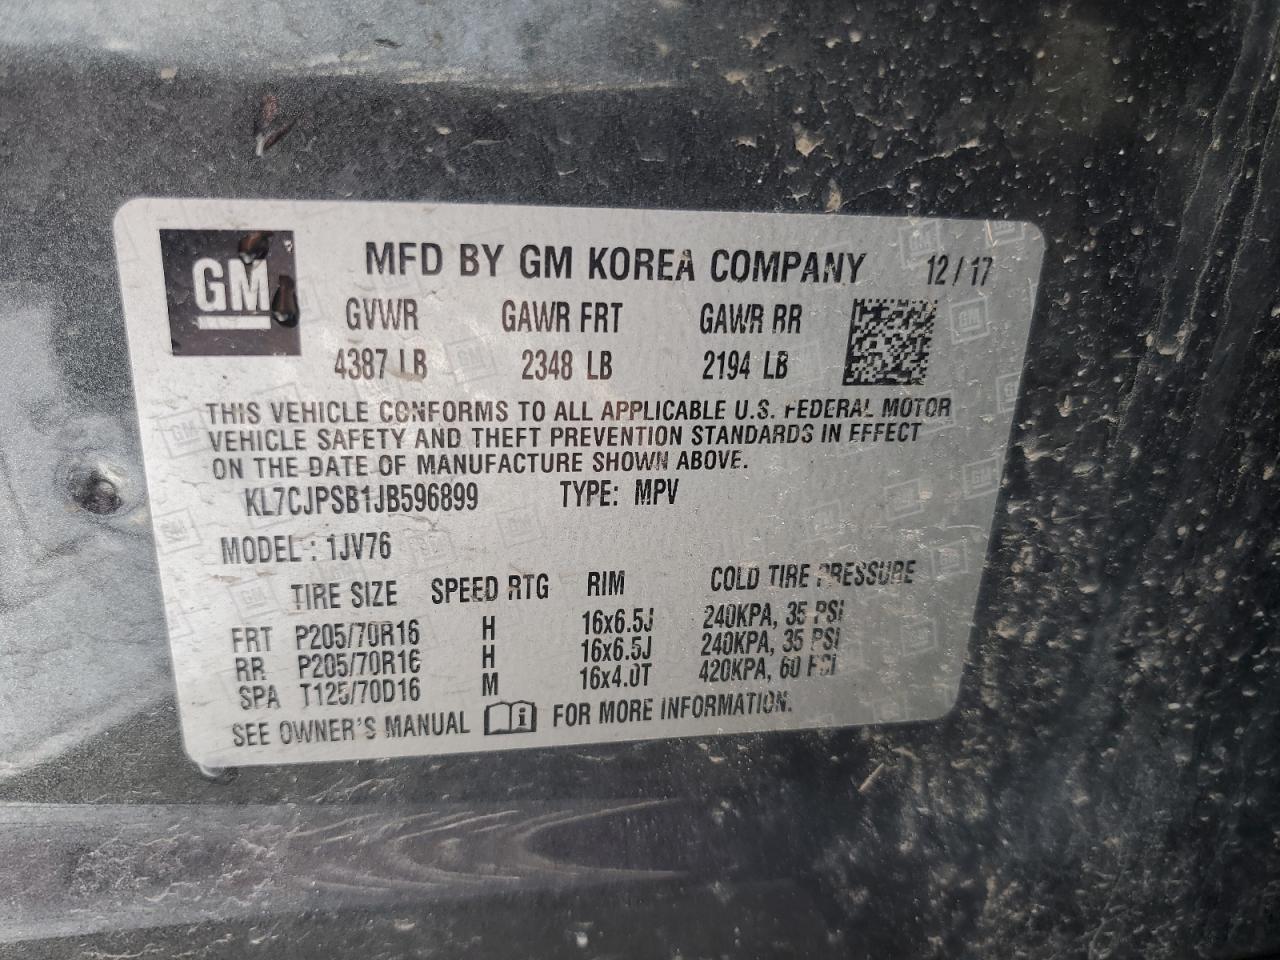 GM MFD BY GM KOREA COMPANY 12/17
GVWR GAWR FRT GAWR RR
4387 LB 2348 LB 2194 LB
THIS VEHICLE CONFORMS TO ALL APPLICABLE U.S. FEDERAL MOTOR
VEHICLE SAFETY AND THEFT PREVENTION STANDARDS IN EFFECT
ON THE DATE OF MANUFACTURE SHOWN ABOVE.
KL7CJPSB1JB596899 TYPE: MPV
MODEL : 1JV76
TIRE SIZE SPEED RTG RIM COLD TIRE PRESSURE
FRT P205/70R16 H 16x6.5J 240KPA, 35 PSI
RR P205/70R16 H 16x6.5J 240KPA, 35 PSI
SPA T125/70D16 M 16x4.0T 420KPA, 60 PSI
SEE OWNER'S MANUAL i FOR MORE INFORMATION.